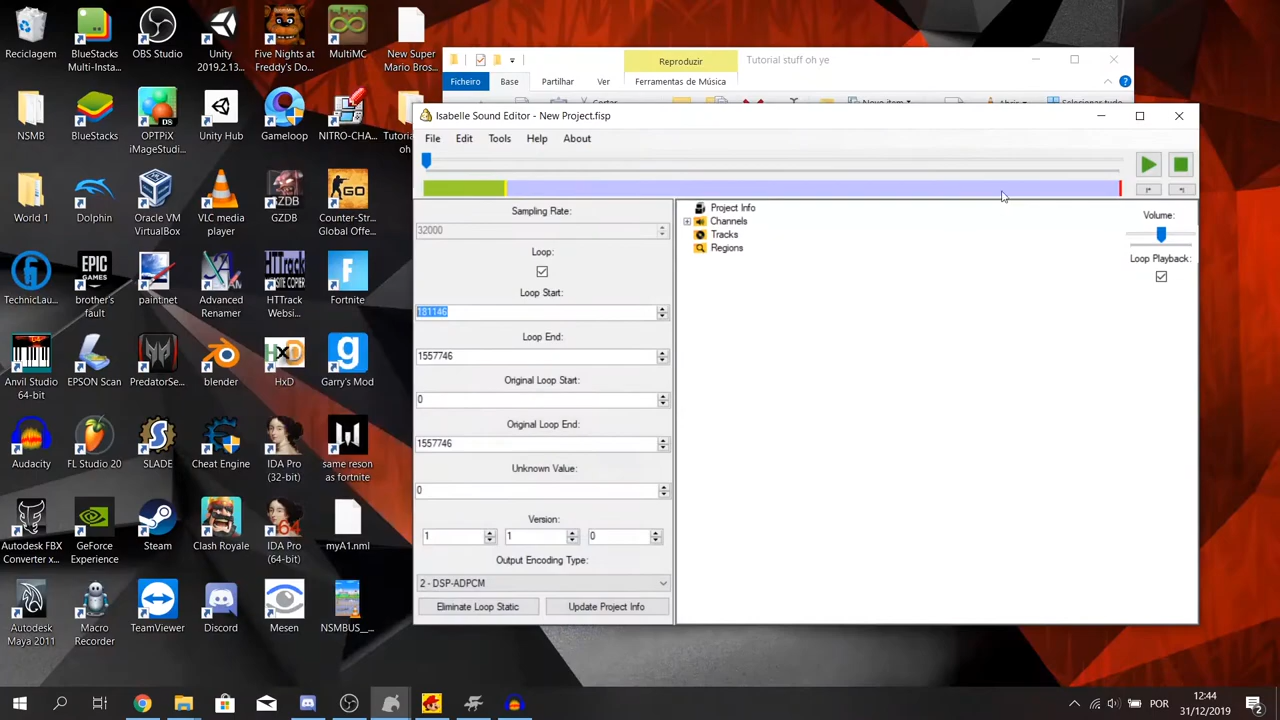 Reciclagem
BlueStacks Multi-Insta...
OBS Studio
Unity 2019.2.13...
Five Nights at Freddy's Do...
MultiMC
New Super Mario Bros...
NSMB
BlueStacks
OPTPiX iMageStudi...
Unity Hub
Gameloop
NITRO-CHA...
Tutorial
World 1
Dolphin
Oracle VM VirtualBox
VLC media player
GZDB
Counter-Str... Global Offe...
TechnicLau...
brother's fault
paintnet
Advanced Renamer
HTTrack Websi...
Fortnite
Anvil Studio 64-bit
EPSON Scan
PredatorSe...
blender
HxD
Garry's Mod
Audacity
FL Studio 20
SLADE
Cheat Engine
IDA Pro (32-bit)
same reson as fortnite
Autodesk FBX Converter x...
GeForce Experience
Steam
Clash Royale
IDA Pro (64-bit)
myA1.nml
Autodesk Maya 2011
Macro Recorder
TeamViewer
Discord
Mesen
NSMBUS__...
Reproduzir
Tutorial stuff oh ye
Ficheiro
Base
Partilhar
Ver
Ferramentas de Música
Isabelle Sound Editor - New Project.fisp
File
Edit
Tools
Help
About
Sampling Rate:
32000
Loop:
Loop Start:
181146
Loop End:
1557746
Original Loop Start:
0
Original Loop End:
1557746
Unknown Value:
0
Version:
1
1
0
Output Encoding Type:
2 - DSP-ADPCM
Eliminate Loop Static
Update Project Info
Project Info
Channels
Tracks
Regions
Volume:
Loop Playback:
POR
12:44
31/12/2019
2